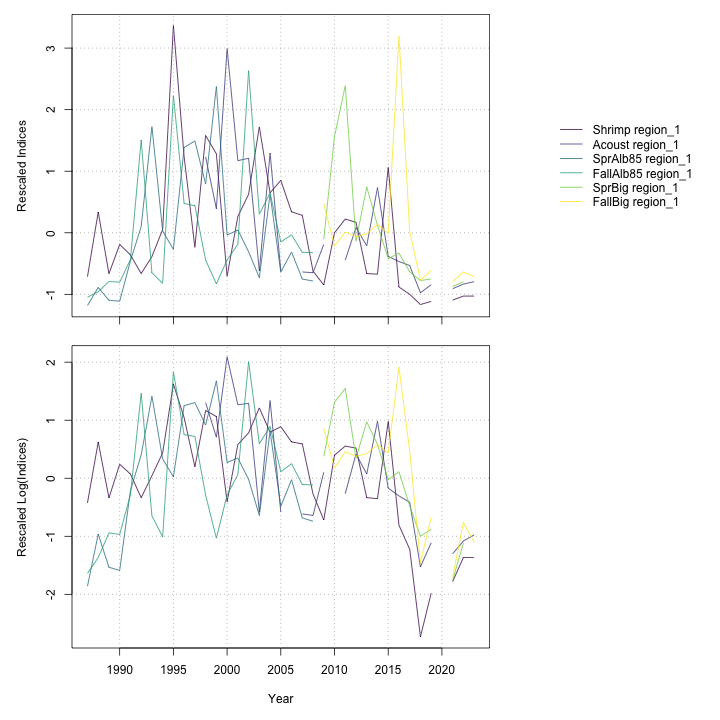 3
2
1
0
-1
Rescaled Indices
Shrimp region_1
Acoust region_1
SprAlb85 region_1
FallAlb85 region_1
SprBig region_1
FallBig region_1
2
1
0
-1
-2
Rescaled Log(Indices)
1990 1995 2000 2005 2010 2015 2020
Year